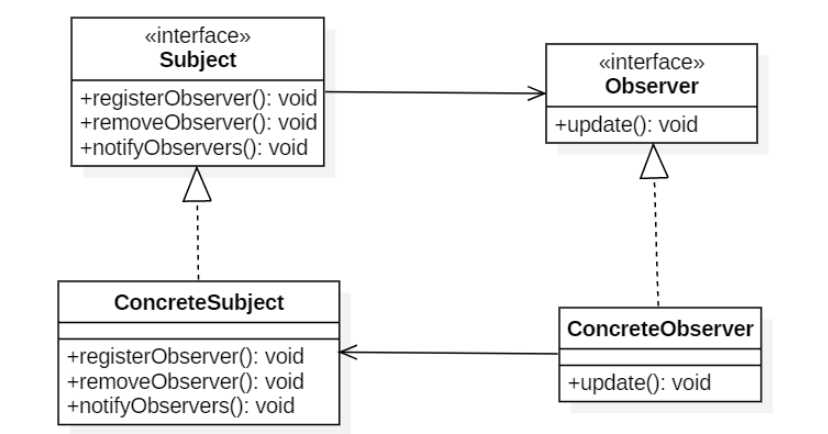 «interface»
Subject
+registerObserver(): void
+removeObserver(): void
+notifyObservers(): void
«interface»
Observer
+update(): void
ConcreteSubject
+registerObserver(): void
+removeObserver(): void
+notifyObservers(): void
ConcreteObserver
+update(): void